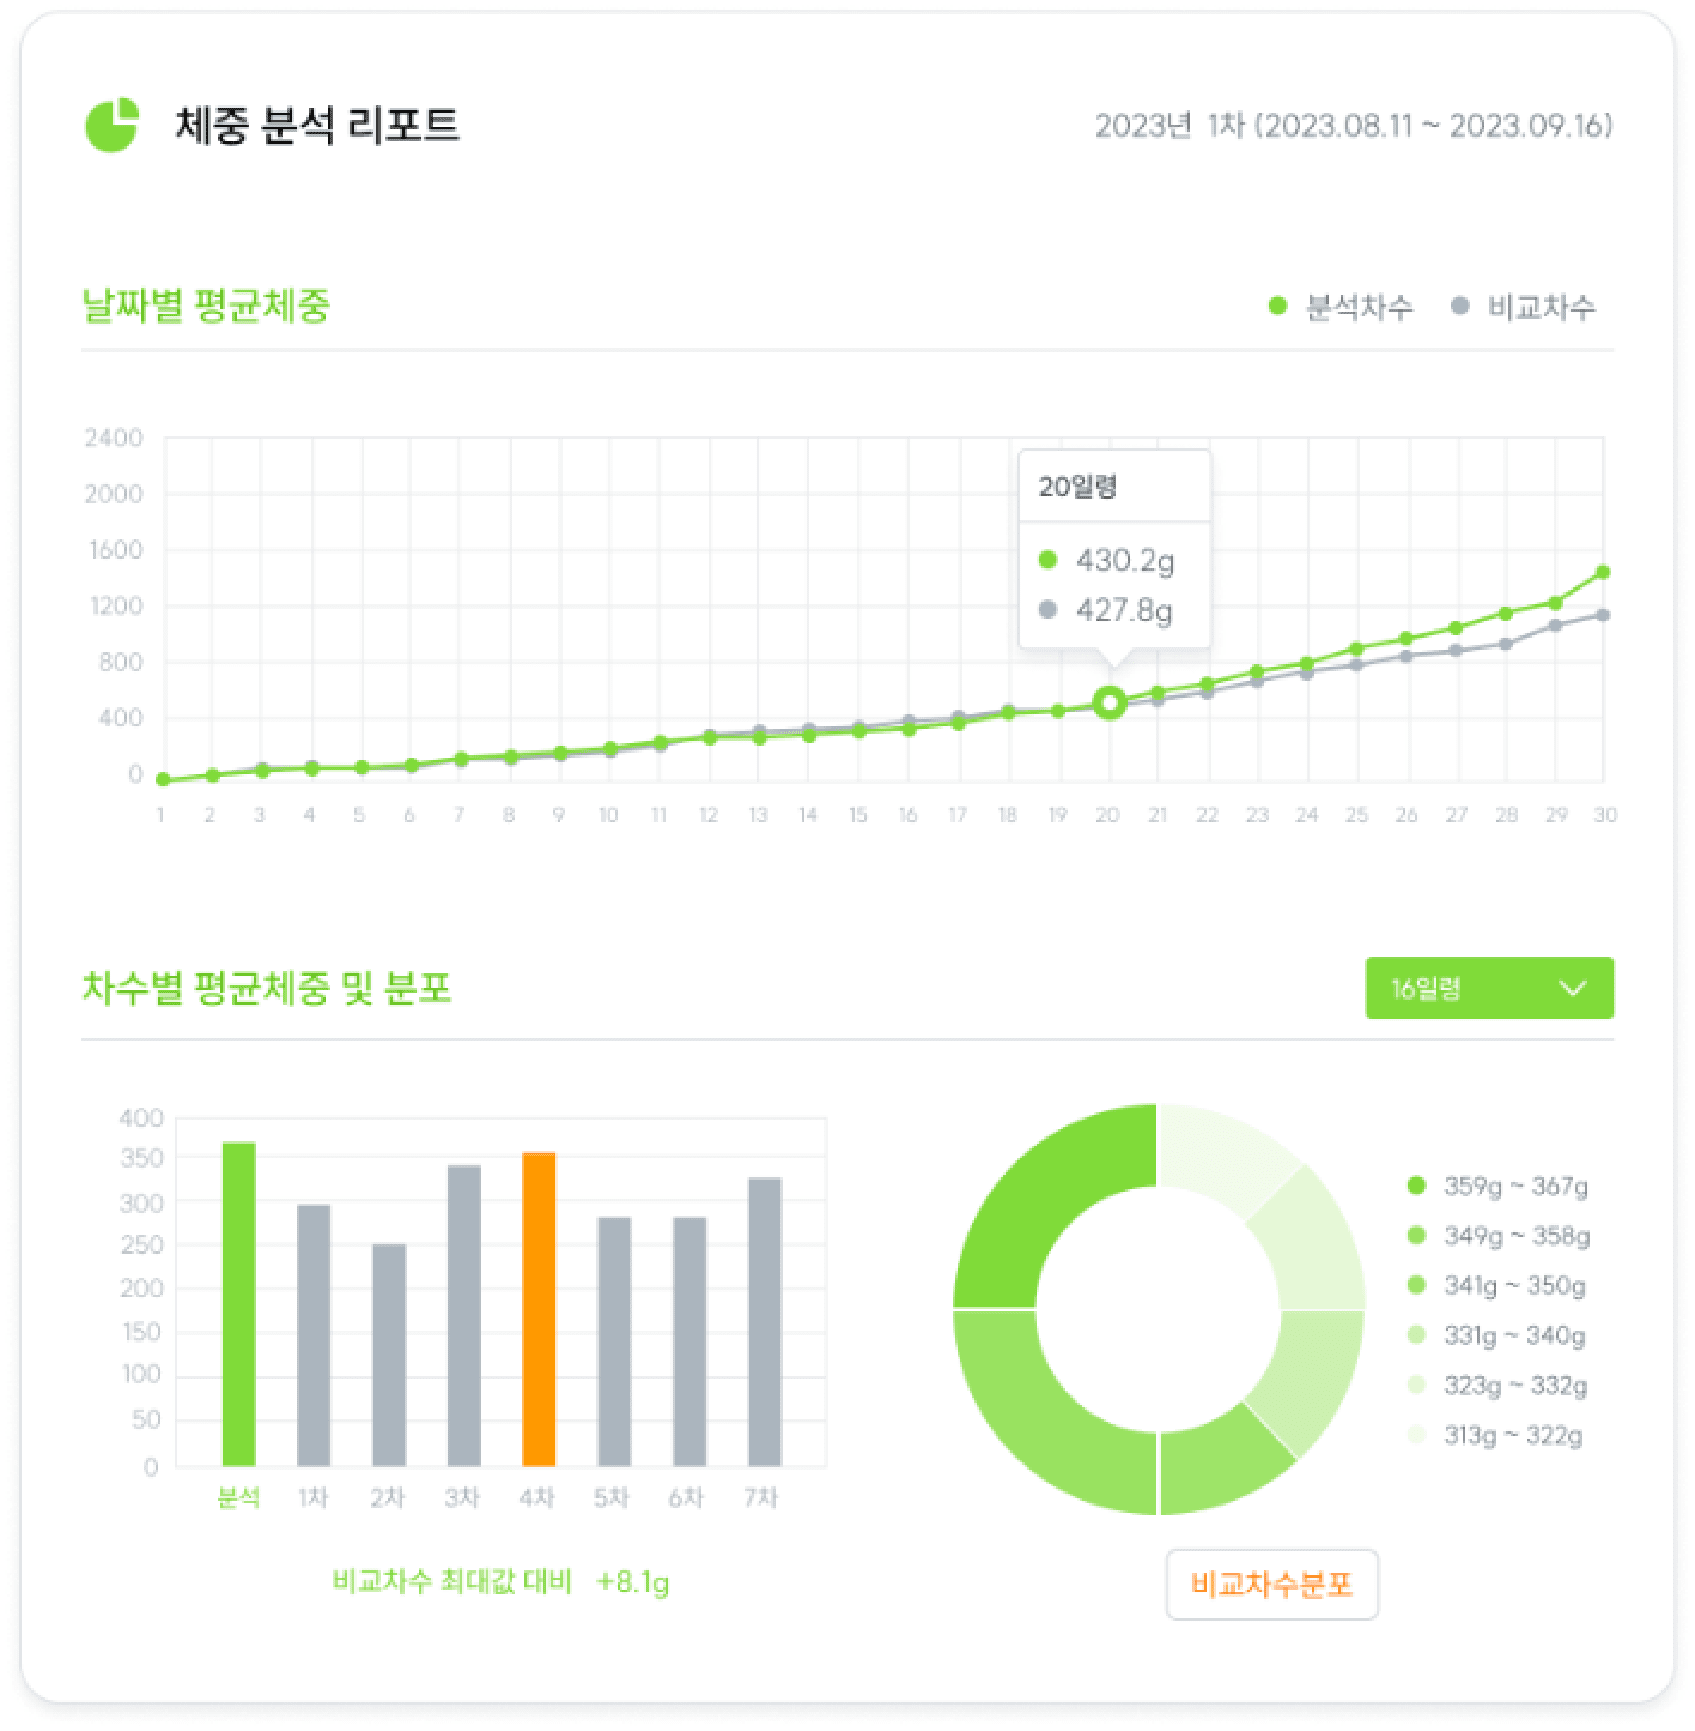 체중 분석 리포트
2023년 1차 (2023.08.11 ~ 2023.09.16)
날짜별 평균체중
분석차수 비교차수
2400
2000
1600
1200
800
400
0
20일령
430.2g
427.8g
1 2 3 4 5 6 7 8 9 10 11 12 13 14 15 16 17 18 19 20 21 22 23 24 25 26 27 28 29 30
차수별 평균체중 및 분포
16일령
400
350
300
250
200
150
100
50
0
분석 1차 2차 3차 4차 5차 6차 7차
비교차수 최대값 대비 +8.1g
359g ~ 367g
349g ~ 358g
341g ~ 350g
331g ~ 340g
323g ~ 332g
313g ~ 322g
비교차수분포